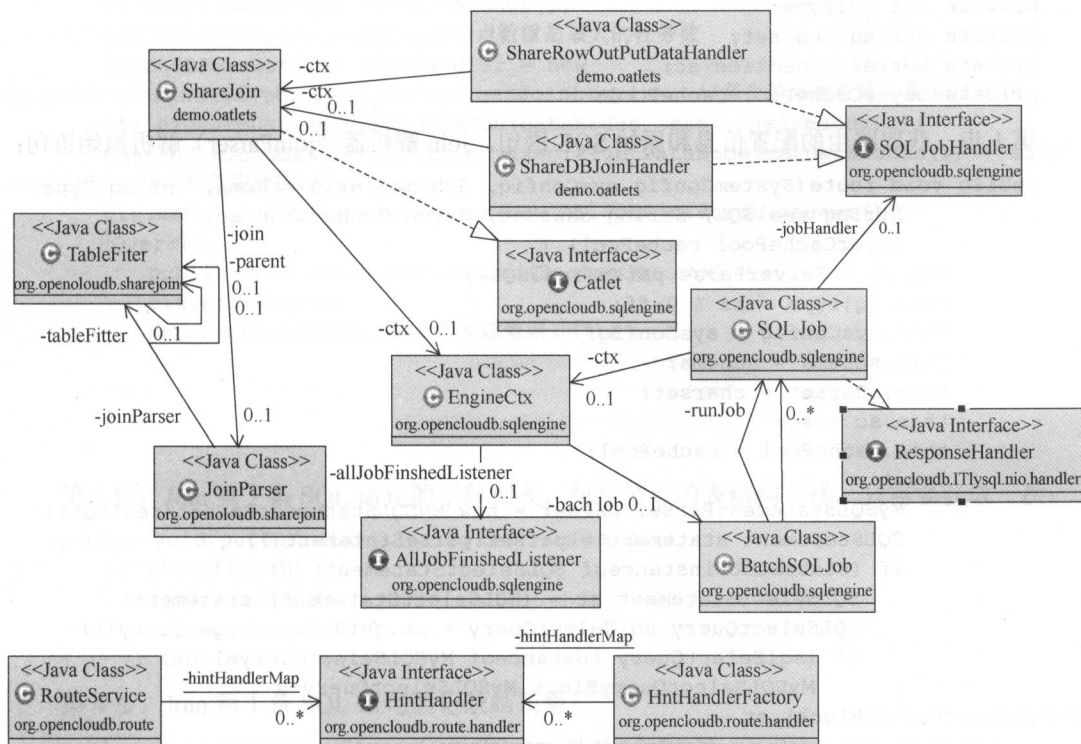 <<Java Class>>
ShareRowOutPutDataHandler
demo.oatlets
<<Java Class>>
ShareJoin
demo.oatlets
-ctx
-ctx
0..1
0..1
<<Java Class>>
ShareDBJoinHandler
demo.oatlets
<<Java Interface>>
SQL JobHandler
org.opencloudb.sqlengine
-jobHandler
0..1
<<Java Class>>
TableFiter
org.openoloudb.sharejoin
-join
-parent
0..1
0..1
<<Java Interface>>
Catlet
org.opencloudb.sqlengine
<<Java Class>>
SQL Job
org.opencloudb.sqlengine
-tableFitter
0..1
-ctx
0..1
-ctx
0..1
<<Java Class>>
EngineCtx
org.opencloudb.sqlengine
-runJob
0..*
-joinParser
0..1
<<Java Interface>>
ResponseHandler
org.opencloudb.ITlysql.nio.handler
<<Java Class>>
JoinParser
org.openoloudb.sharejoin
-allJobFinshedListener
0..1
-bach lob 0..1
<<Java Interface>>
AllJobFinishedListener
org.opencloudb.sqlengine
<<Java Class>>
BatchSQLJob
org.opencloudb.sqlengine
<<Java Class>>
RouteService
org.opencloudb.route
-hintHandlerMap
0..*
<<Java Interface>>
HintHandler
org.opencloudb.route.handler
-hintHandlerMap
0..*
<<Java Class>>
HntHandlerFactory
org.opencloudb.route.handler